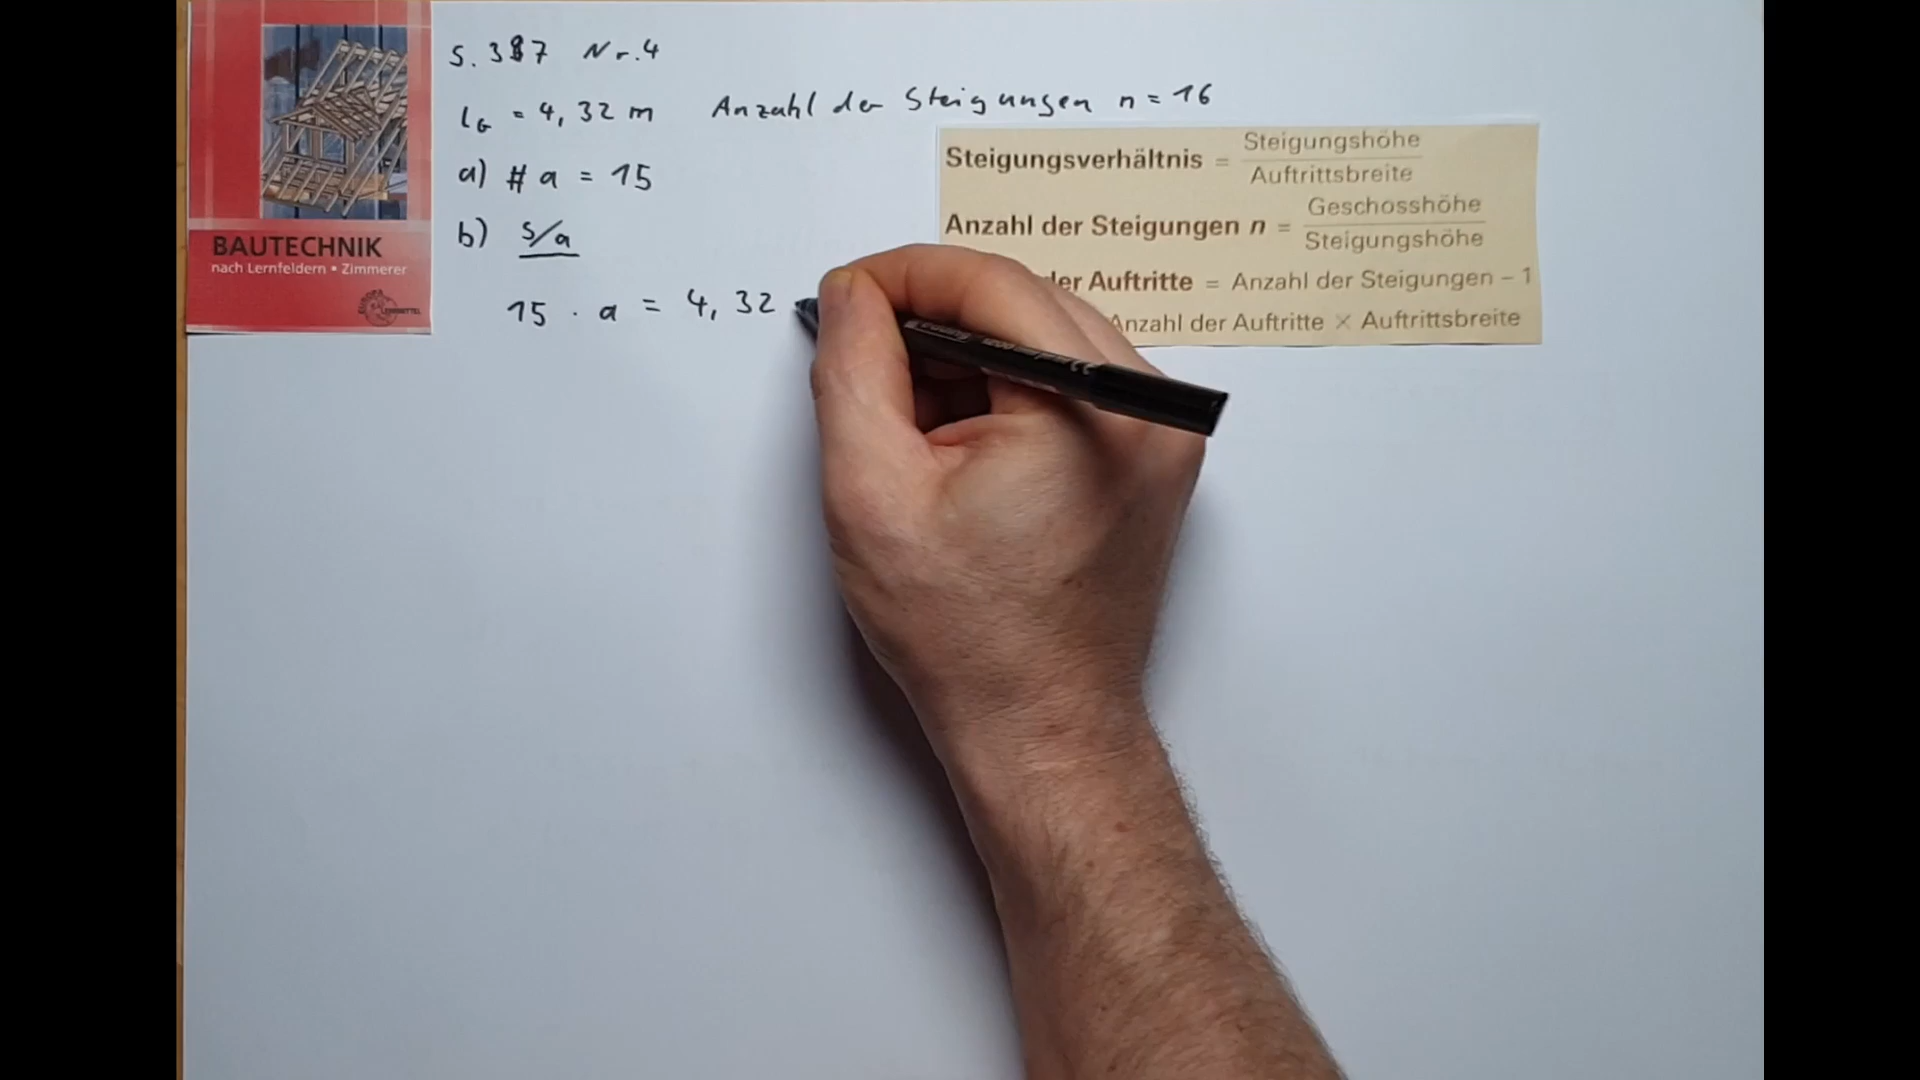 S. 387 Nr. 4
lG = 4,32 m Anzahl der Steigungen n = 16
a) # a = 15
b) s/a
15 · a = 4,32
BAUTECHNIK
nach Lernfeldern • Zimmerer
Steigungsverhältnis = Steigungshöhe / Auftrittsbreite
Anzahl der Steigungen n = Geschosshöhe / Steigungshöhe
der Auftritte = Anzahl der Steigungen – 1
Anzahl der Auftritte × Auftrittsbreite